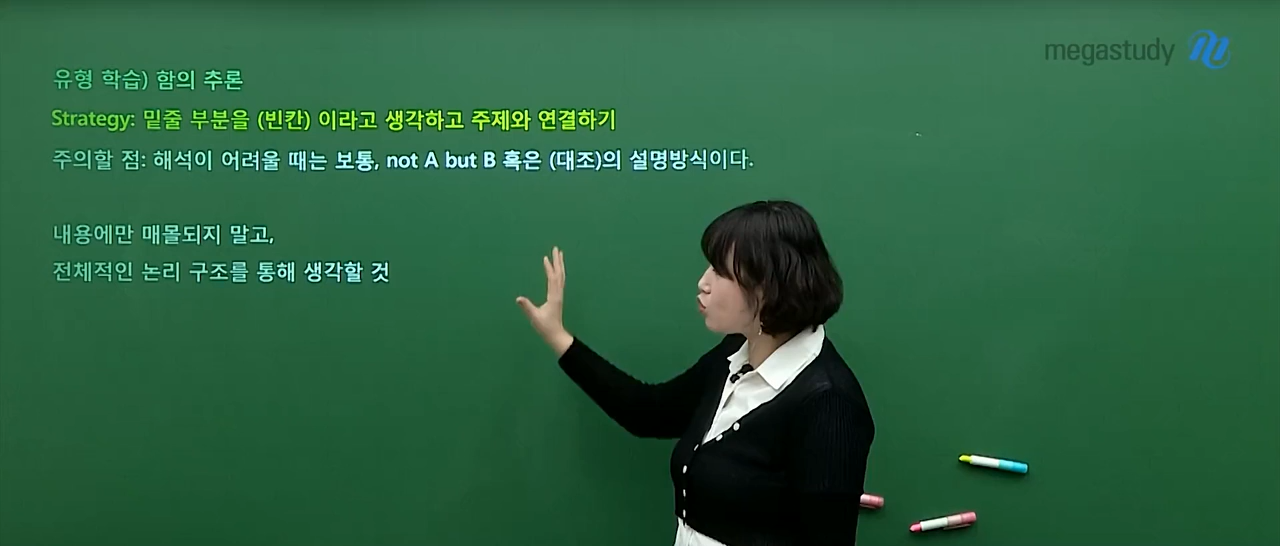 megastudy
유형 학습) 함의 추론
Strategy: 밑줄 부분을 (빈칸) 이라고 생각하고 주제와 연결하기
주의할 점: 해석이 어려울 때는 보통, not A but B 혹은 (대조)의 설명방식이다.
내용에만 매몰되지 말고,
전체적인 논리 구조를 통해 생각할 것